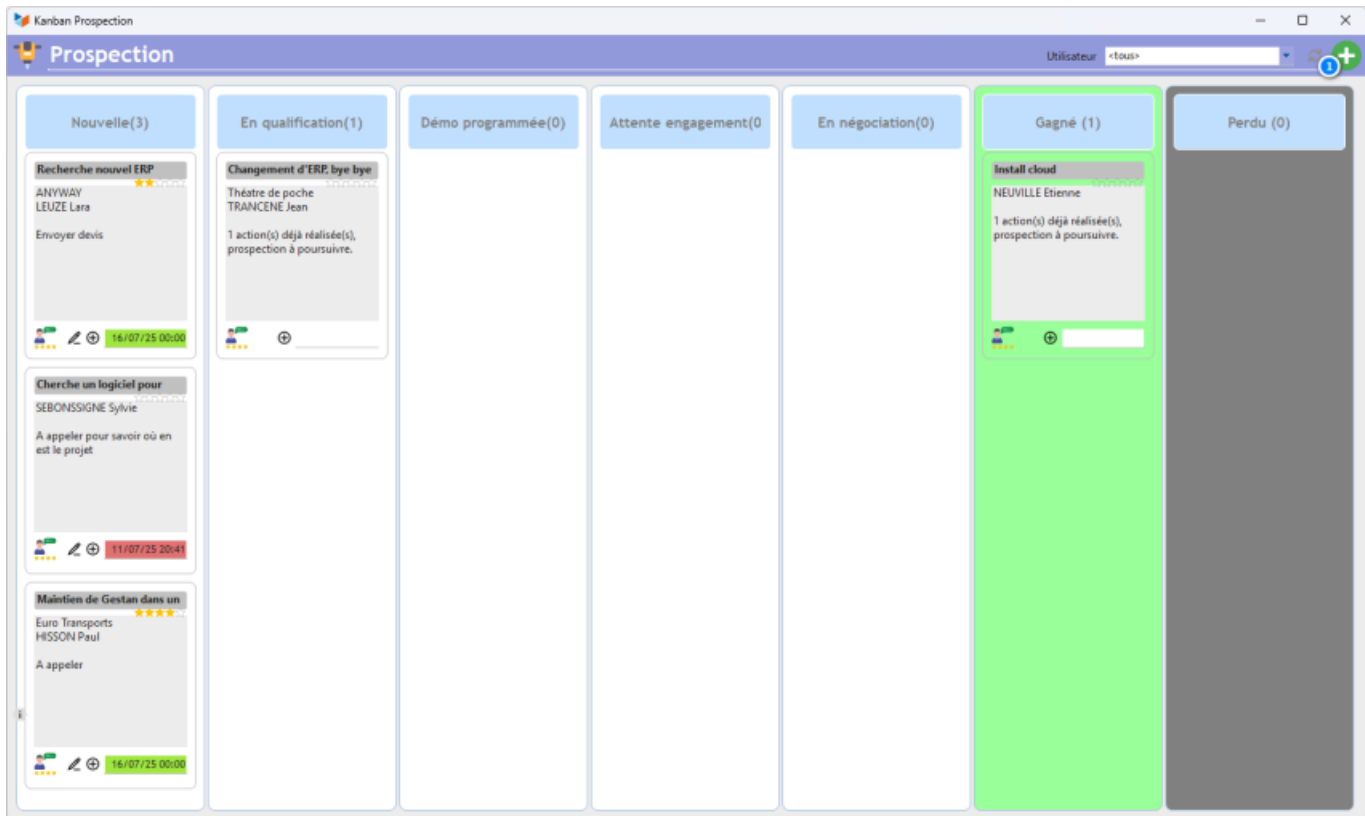 Kanban Prospection
Prospection
Utilisateur <tous>
1
Nouvelle(3)
En qualification(1)
Démo programmée(0)
Attente engagement(0
En négociation(0)
Gagné (1)
Perdu (0)
Recherche nouvel ERP
ANYWAY
LEUZE Lara
Envoyer devis
16/07/25 00:00
Cherche un logiciel pour
SEBONSSIGNE Sylvie
A appeler pour savoir où en
est le projet
11/07/25 20:41
Maintien de Gestan dans un
Euro Transports
HISSON Paul
A appeler
16/07/25 00:00
Changement d'ERP, bye bye
Théatre de poche
TRANCENE Jean
1 action(s) déjà réalisée(s),
prospection à poursuivre.
Install cloud
NEUVILLE Etienne
1 action(s) déjà réalisée(s),
prospection à poursuivre.